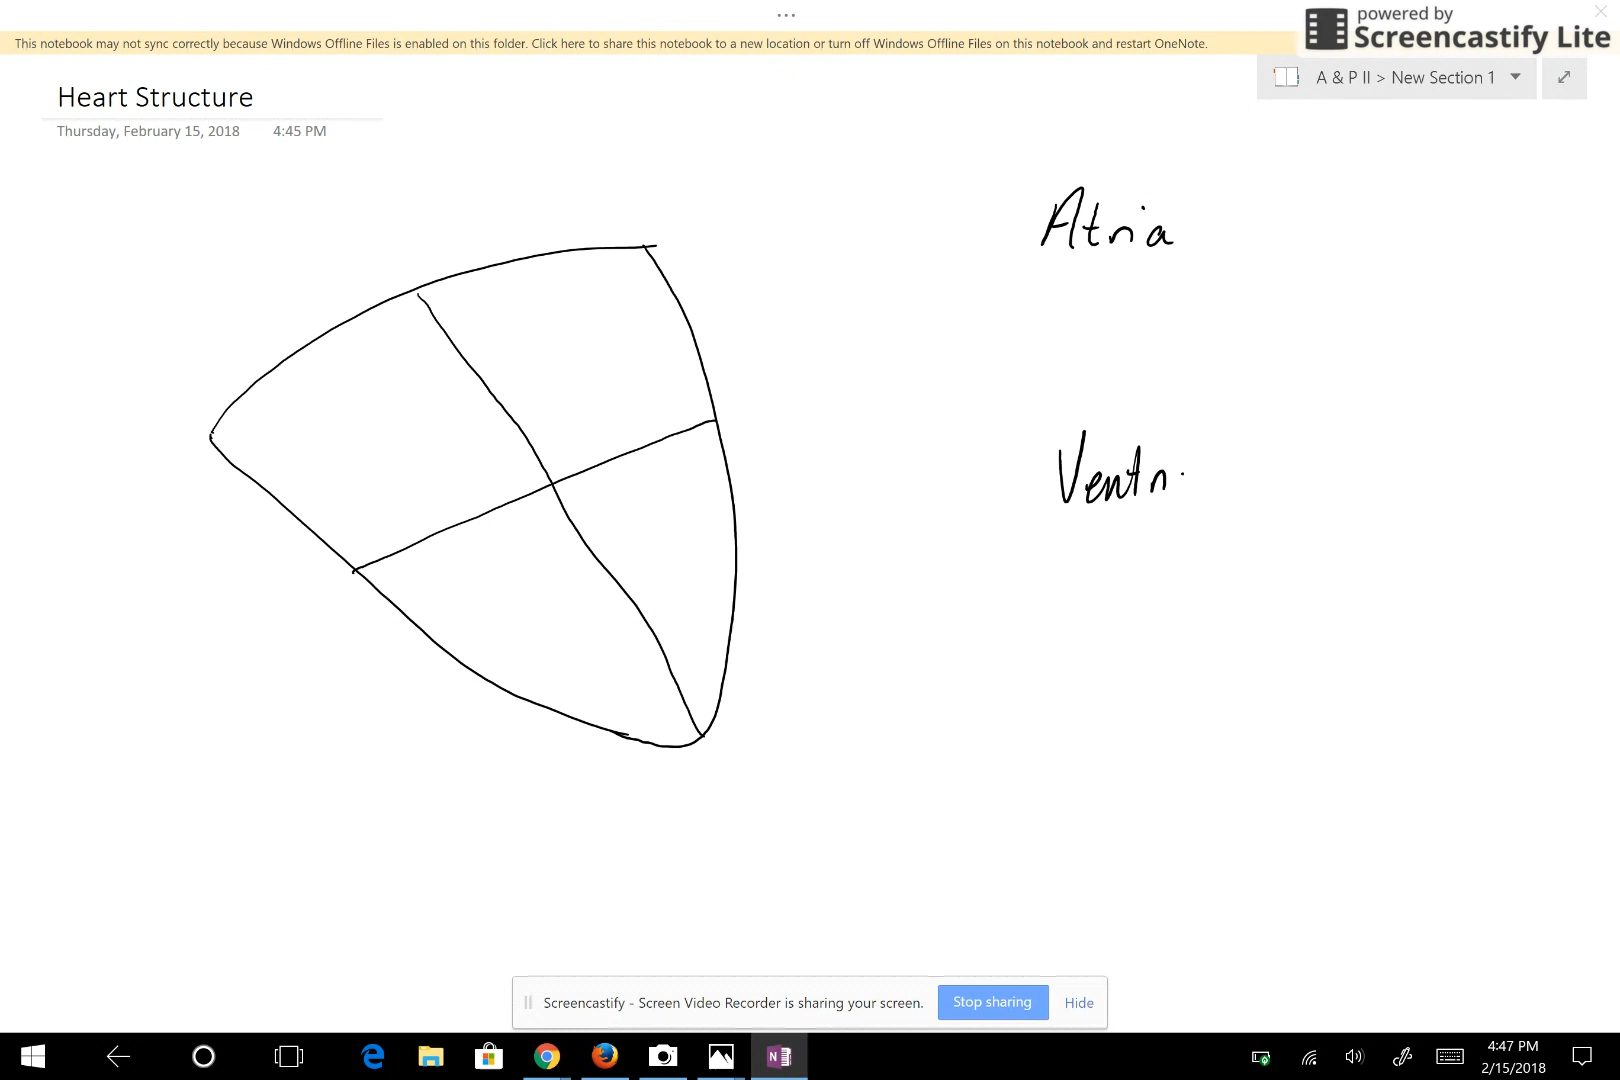 ...
powered by
Screencastify Lite
This notebook may not sync correctly because Windows Offline Files is enabled on this folder. Click here to share this notebook to a new location or turn off Windows Offline Files on this notebook and restart OneNote.
A & P II > New Section 1
Heart Structure
Thursday, February 15, 2018 4:45 PM
Atria
Ventri
Screencastify - Screen Video Recorder is sharing your screen. Stop sharing Hide
4:47 PM
2/15/2018